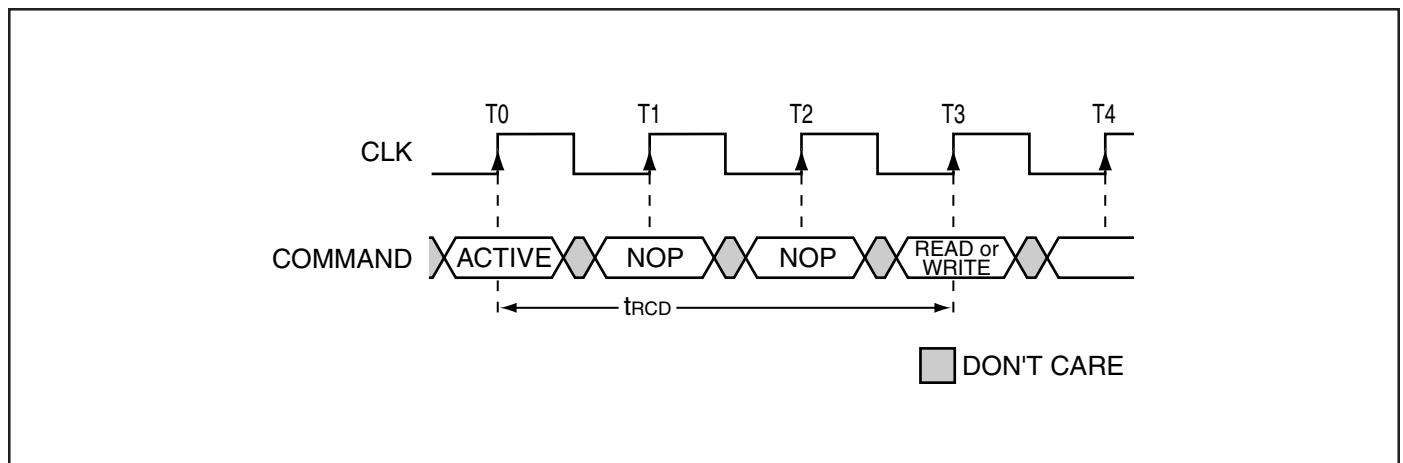 T0 T1 T2 T3 T4
CLK
COMMAND ACTIVE NOP NOP READ or
WRITE
tRCD
DON'T CARE